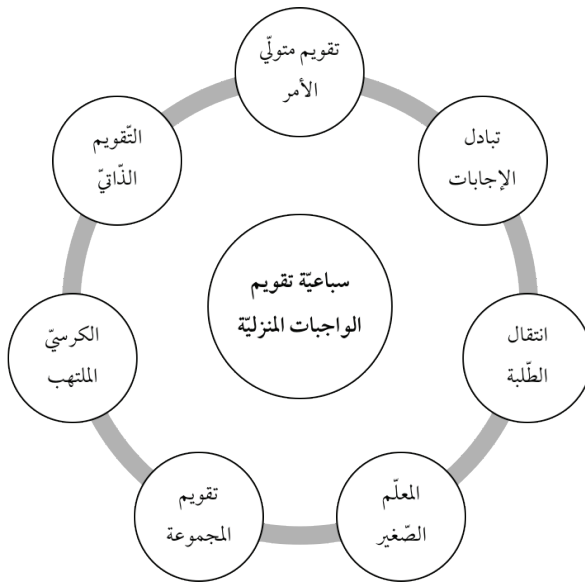 تقويم متولّي
الأمر
تبادل
الإجابات
انتقال
الطّلبة
المعلّم
الصّغير
تقويم
المجموعة
الكرسيّ
الملتهب
التّقويم
الذّاتيّ
سباعيّة تقويم
الواجبات المنزليّة